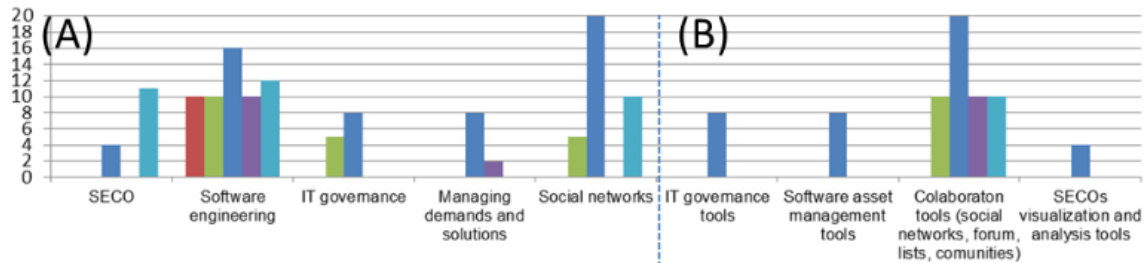 20
18
16
14
12
10
8
6
4
2
0
(A)
(B)
SECO
Software
engineering
IT governance
Managing
demands and
solutions
Social networks
IT governance
tools
Software asset
management
tools
Colaboraton
tools (social
networks, forum,
lists, comunities)
SECOs
visualization and
analysis tools